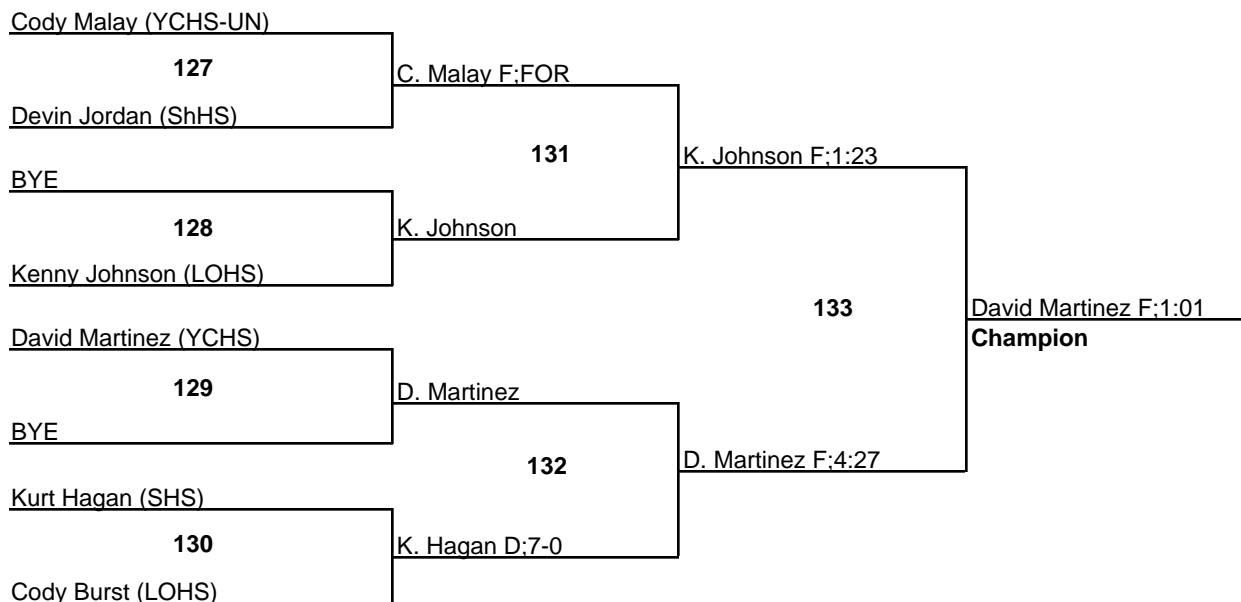 Cody Malay (YCHS-UN)
127
C. Malay F;FOR
Devin Jordan (ShHS)
131
K. Johnson F;1:23
BYE
128
K. Johnson
Kenny Johnson (LOHS)
133
David Martinez F;1:01
Champion
David Martinez (YCHS)
129
D. Martinez
BYE
132
D. Martinez F;4:27
Kurt Hagan (SHS)
130
K. Hagan D;7-0
Cody Burst (LOHS)